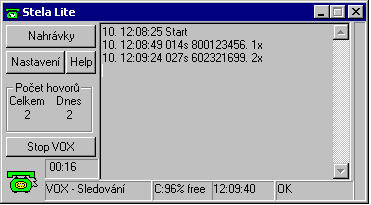 Stela Lite
Nahrávky
Nastavení
Help
Počet hovorů
Celkem Dnes
2 2
Stop VOX
00:16
10. 12:08:25 Start
10. 12:08:49 014s 800123456. 1x
10. 12:09:24 027s 602321699. 2x
VOX - Sledování
C:96% free
12:09:40
OK